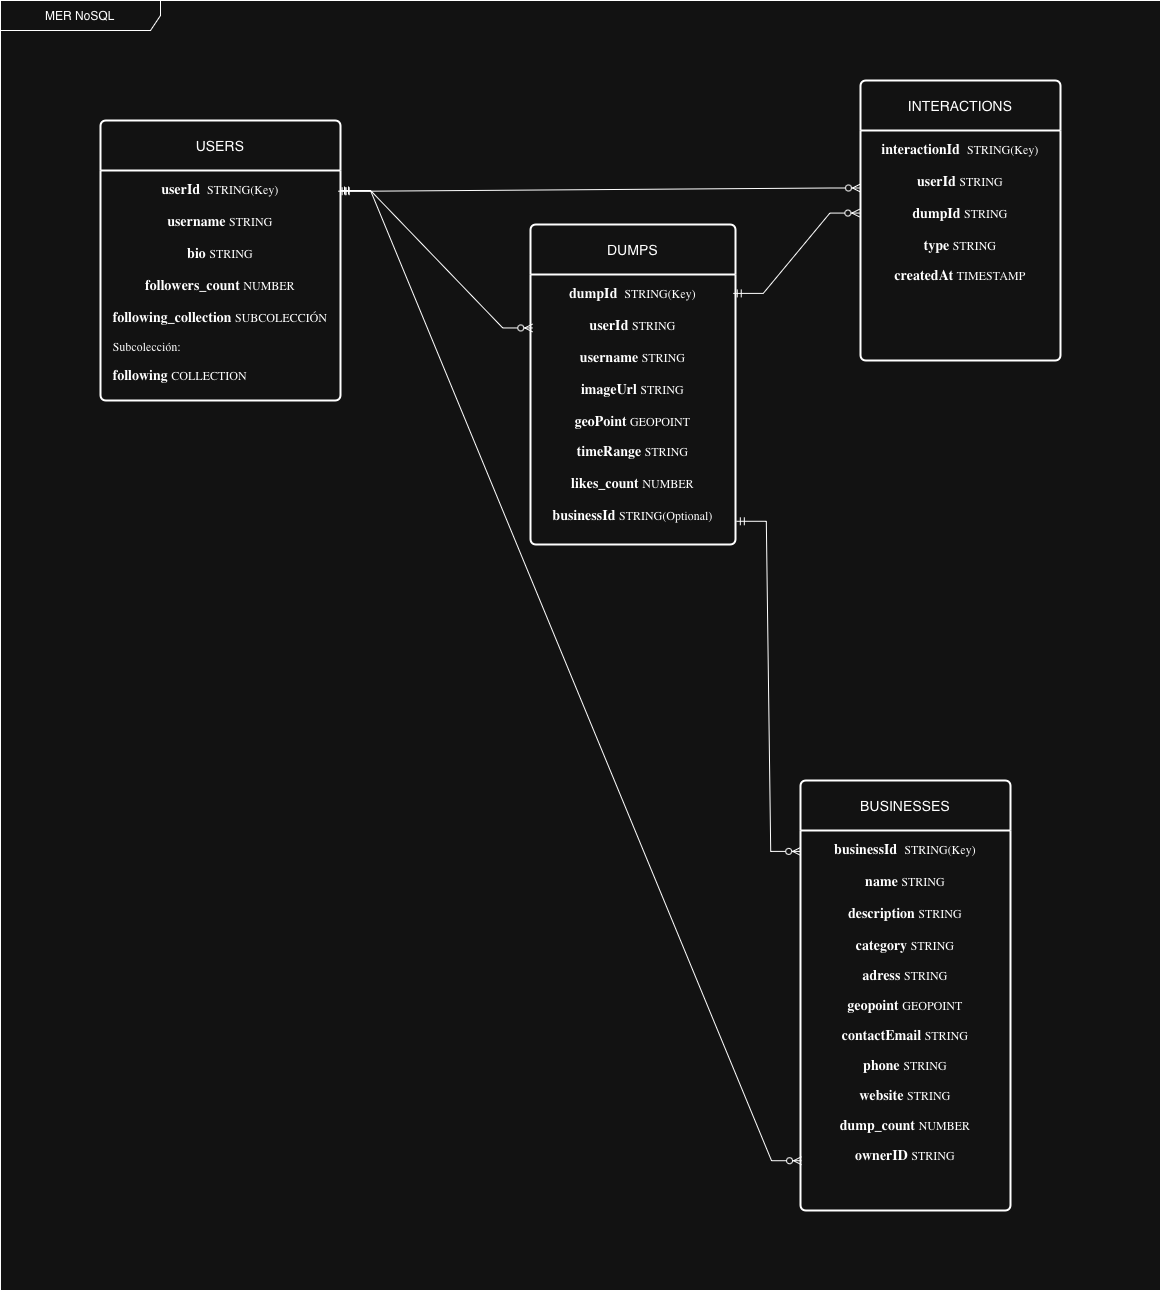 MER NoSQL
USERS
userId STRING(Key)
username STRING
bio STRING
followers_count NUMBER
following_collection SUBCOLECCIÓN
Subcolección:
following COLLECTION
DUMPS
dumpId STRING(Key)
userId STRING
username STRING
imageUrl STRING
geoPoint GEOPOINT
timeRange STRING
likes_count NUMBER
businessId STRING(Optional)
INTERACTIONS
interactionId STRING(Key)
userId STRING
dumpId STRING
type STRING
createdAt TIMESTAMP
BUSINESSES
businessId STRING(Key)
name STRING
description STRING
category STRING
adress STRING
geopoint GEOPOINT
contactEmail STRING
phone STRING
website STRING
dump_count NUMBER
ownerID STRING